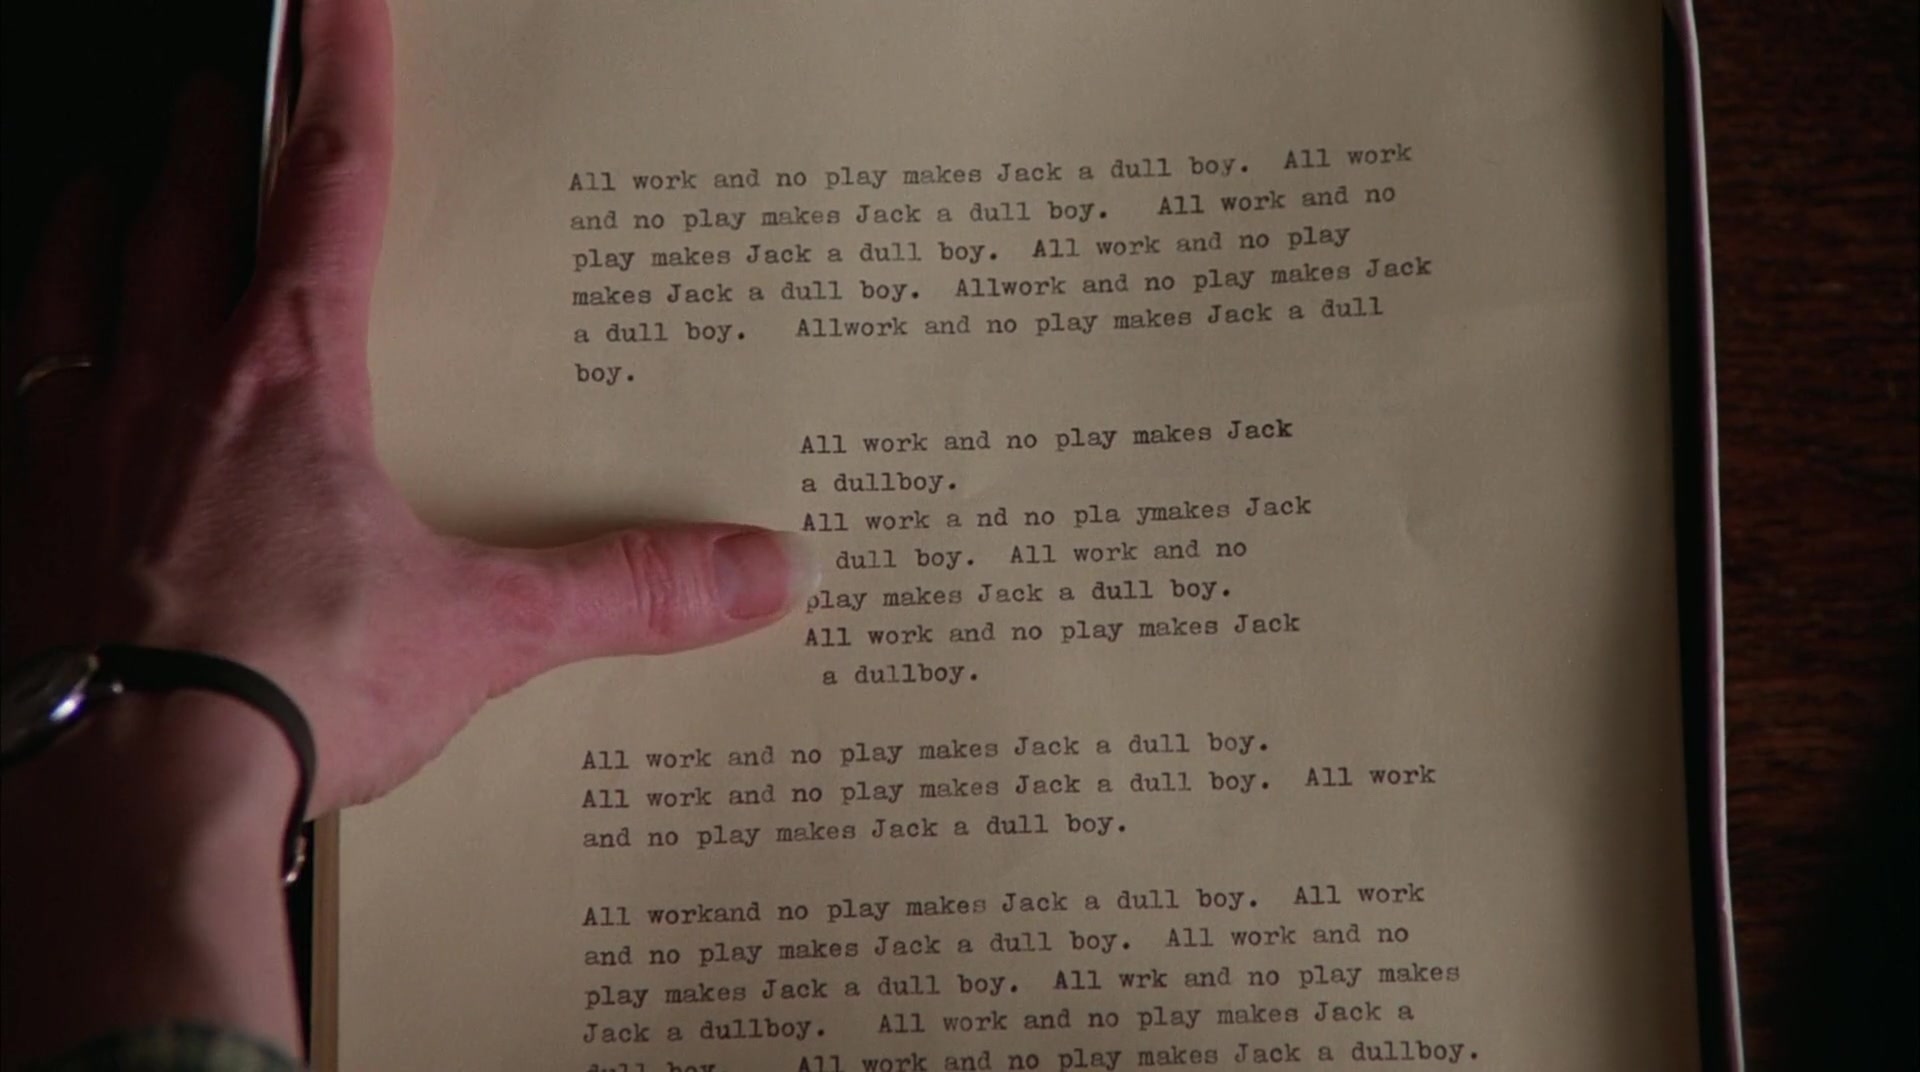 All work and no play makes Jack a dull boy.  All work
and no play makes Jack a dull boy.   All work and no
play makes Jack a dull boy.  All work and no play
makes Jack a dull boy.  Allwork and no play makes Jack
a dull boy.   Allwork and no play makes Jack a dull
boy.
All work and no play makes Jack
a dullboy.
All work a nd no pla ymakes Jack
dull boy.  All work and no
play makes Jack a dull boy.
All work and no play makes Jack
a dullboy.
All work and no play makes Jack a dull boy.
All work and no play makes Jack a dull boy.  All work
and no play makes Jack a dull boy.
All workand no play makes Jack a dull boy.  All work
and no play makes Jack a dull boy.  All work and no
play makes Jack a dull boy.  All wrk and no play makes
Jack a dullboy.   All work and no play makes Jack a
dull boy     All work and no play makes Jack a dullboy.